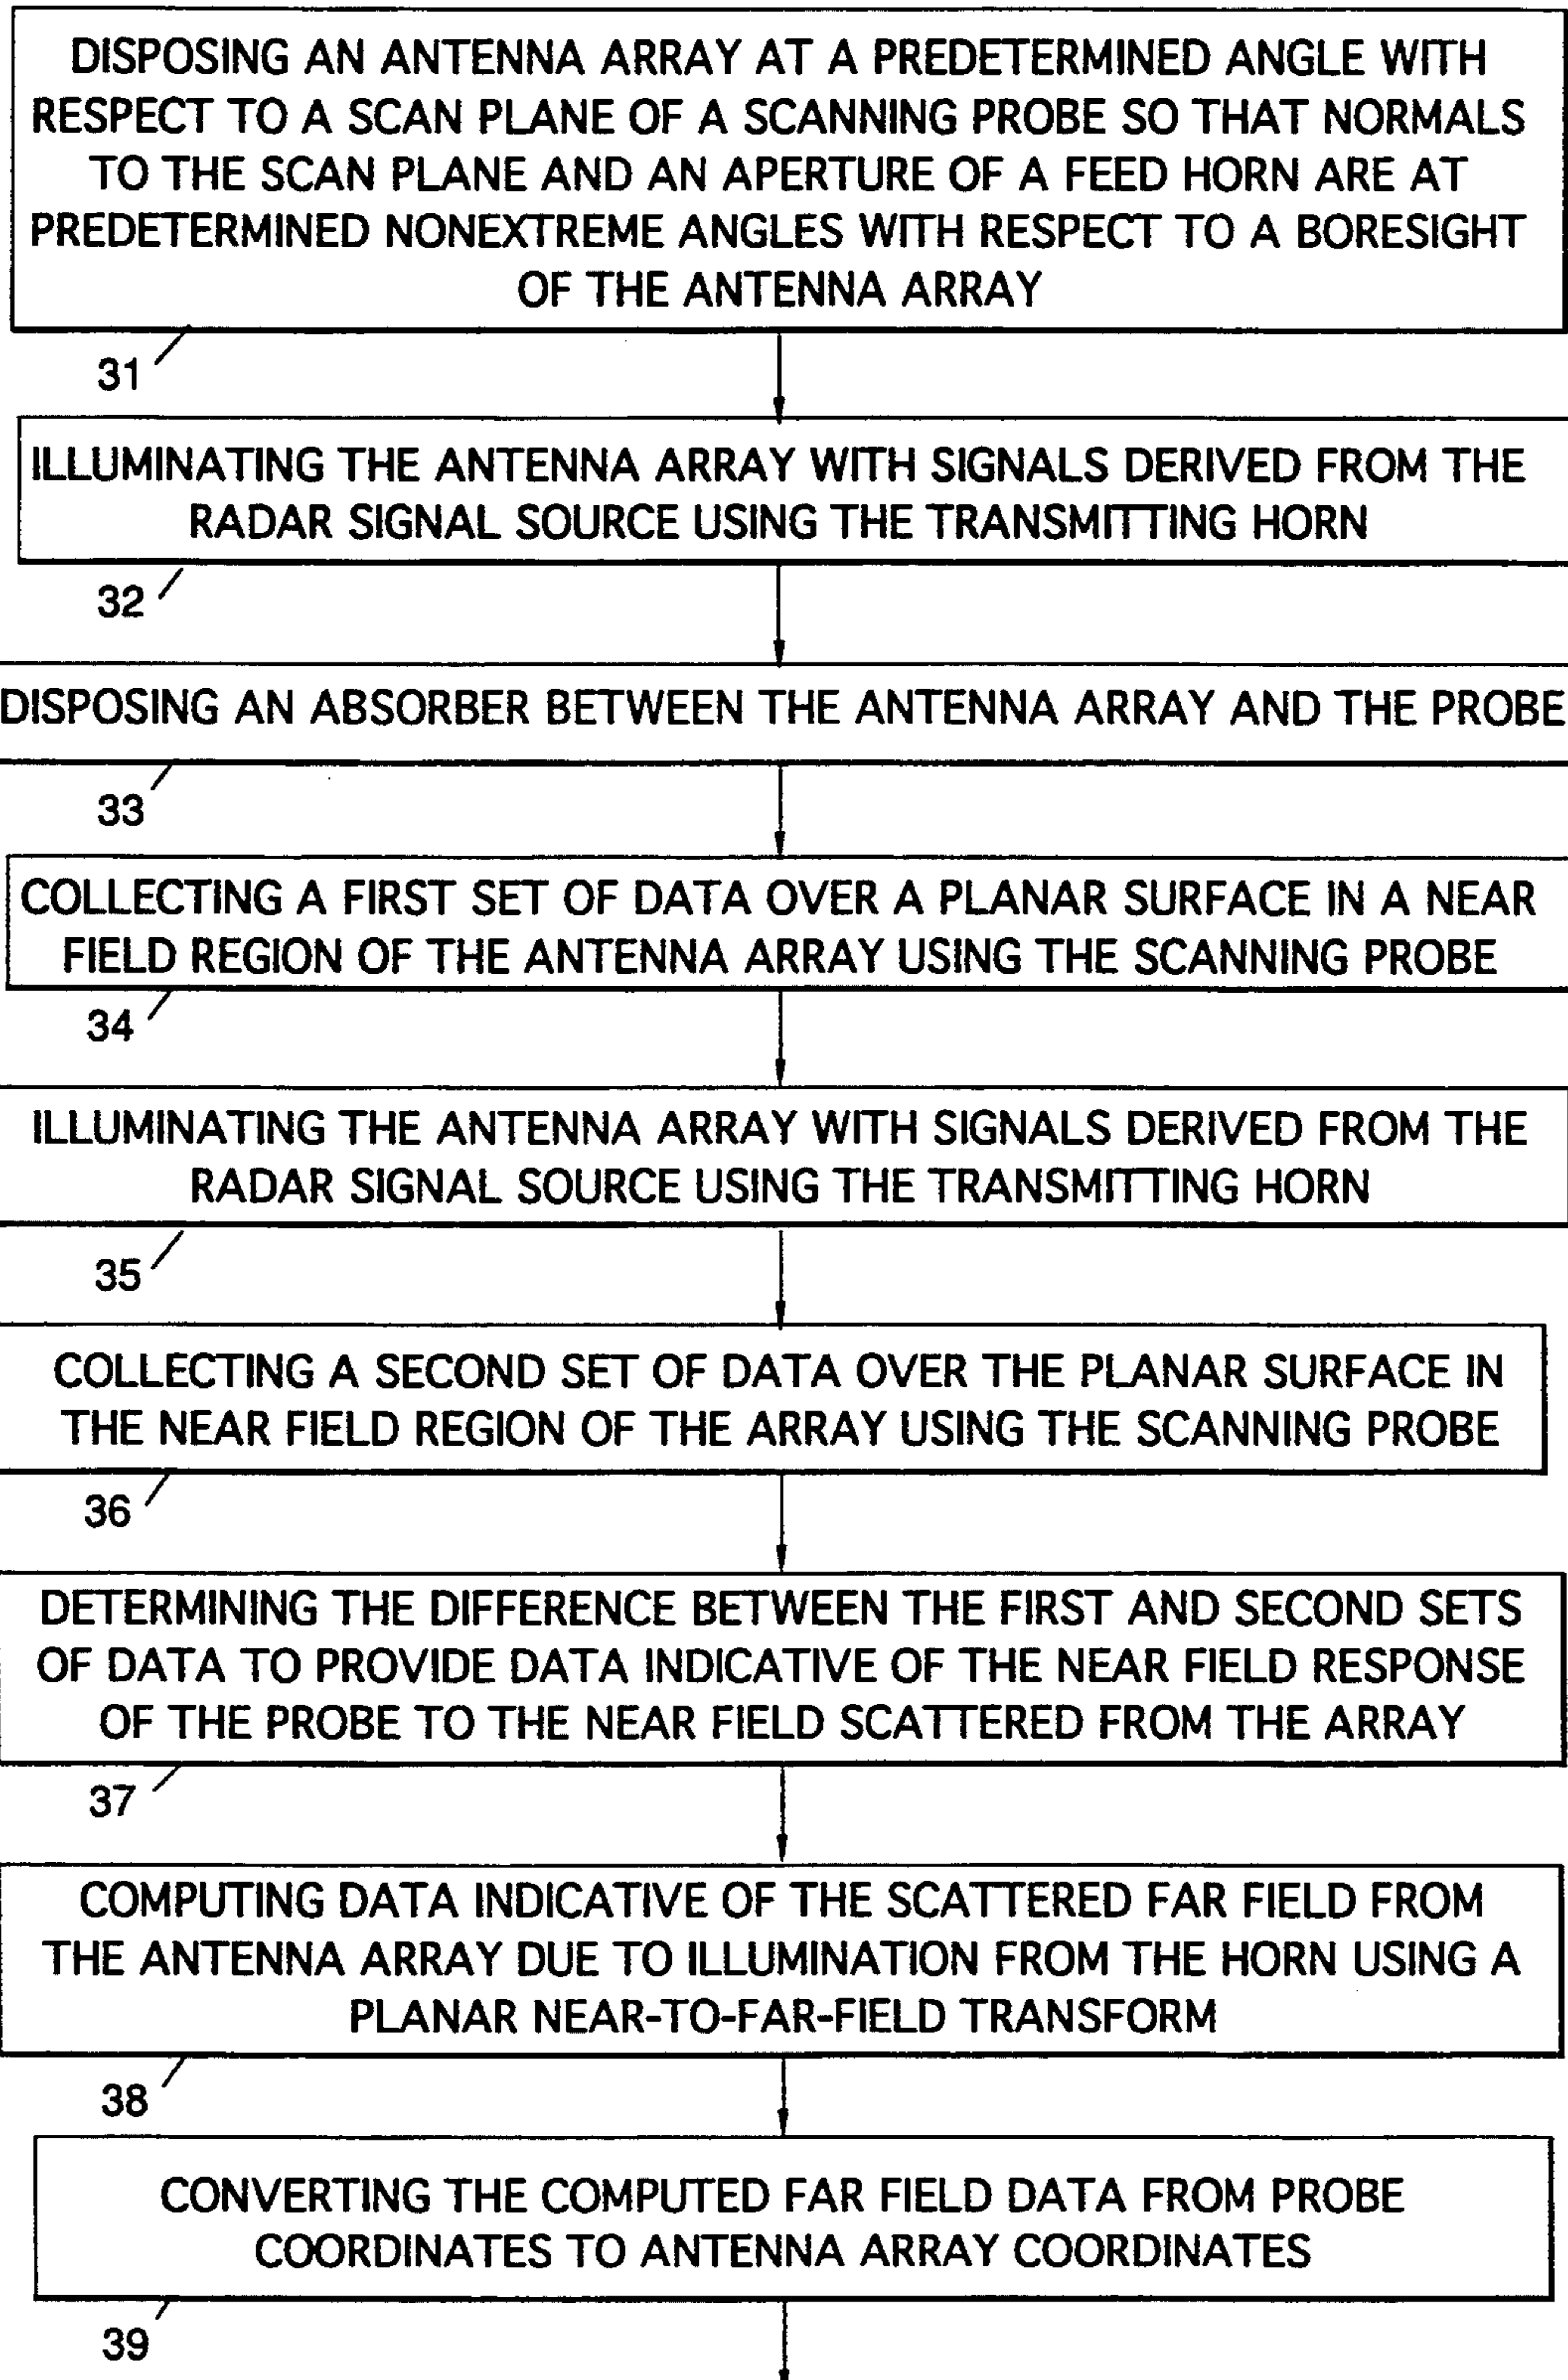 DISPOSING AN ANTENNA ARRAY AT A PREDETERMINED ANGLE WITH
RESPECT TO A SCAN PLANE OF A SCANNING PROBE SO THAT NORMALS
TO THE SCAN PLANE AND AN APERTURE OF A FEED HORN ARE AT
PREDETERMINED NONEXTREME ANGLES WITH RESPECT TO A BORESIGHT
OF THE ANTENNA ARRAY
31
ILLUMINATING THE ANTENNA ARRAY WITH SIGNALS DERIVED FROM THE
RADAR SIGNAL SOURCE USING THE TRANSMITTING HORN
32
DISPOSING AN ABSORBER BETWEEN THE ANTENNA ARRAY AND THE PROBE
33
COLLECTING A FIRST SET OF DATA OVER A PLANAR SURFACE IN A NEAR
FIELD REGION OF THE ANTENNA ARRAY USING THE SCANNING PROBE
34
ILLUMINATING THE ANTENNA ARRAY WITH SIGNALS DERIVED FROM THE
RADAR SIGNAL SOURCE USING THE TRANSMITTING HORN
35
COLLECTING A SECOND SET OF DATA OVER THE PLANAR SURFACE IN
THE NEAR FIELD REGION OF THE ARRAY USING THE SCANNING PROBE
36
DETERMINING THE DIFFERENCE BETWEEN THE FIRST AND SECOND SETS
OF DATA TO PROVIDE DATA INDICATIVE OF THE NEAR FIELD RESPONSE
OF THE PROBE TO THE NEAR FIELD SCATTERED FROM THE ARRAY
37
COMPUTING DATA INDICATIVE OF THE SCATTERED FAR FIELD FROM
THE ANTENNA ARRAY DUE TO ILLUMINATION FROM THE HORN USING A
PLANAR NEAR-TO-FAR-FIELD TRANSFORM
38
CONVERTING THE COMPUTED FAR FIELD DATA FROM PROBE
COORDINATES TO ANTENNA ARRAY COORDINATES
39